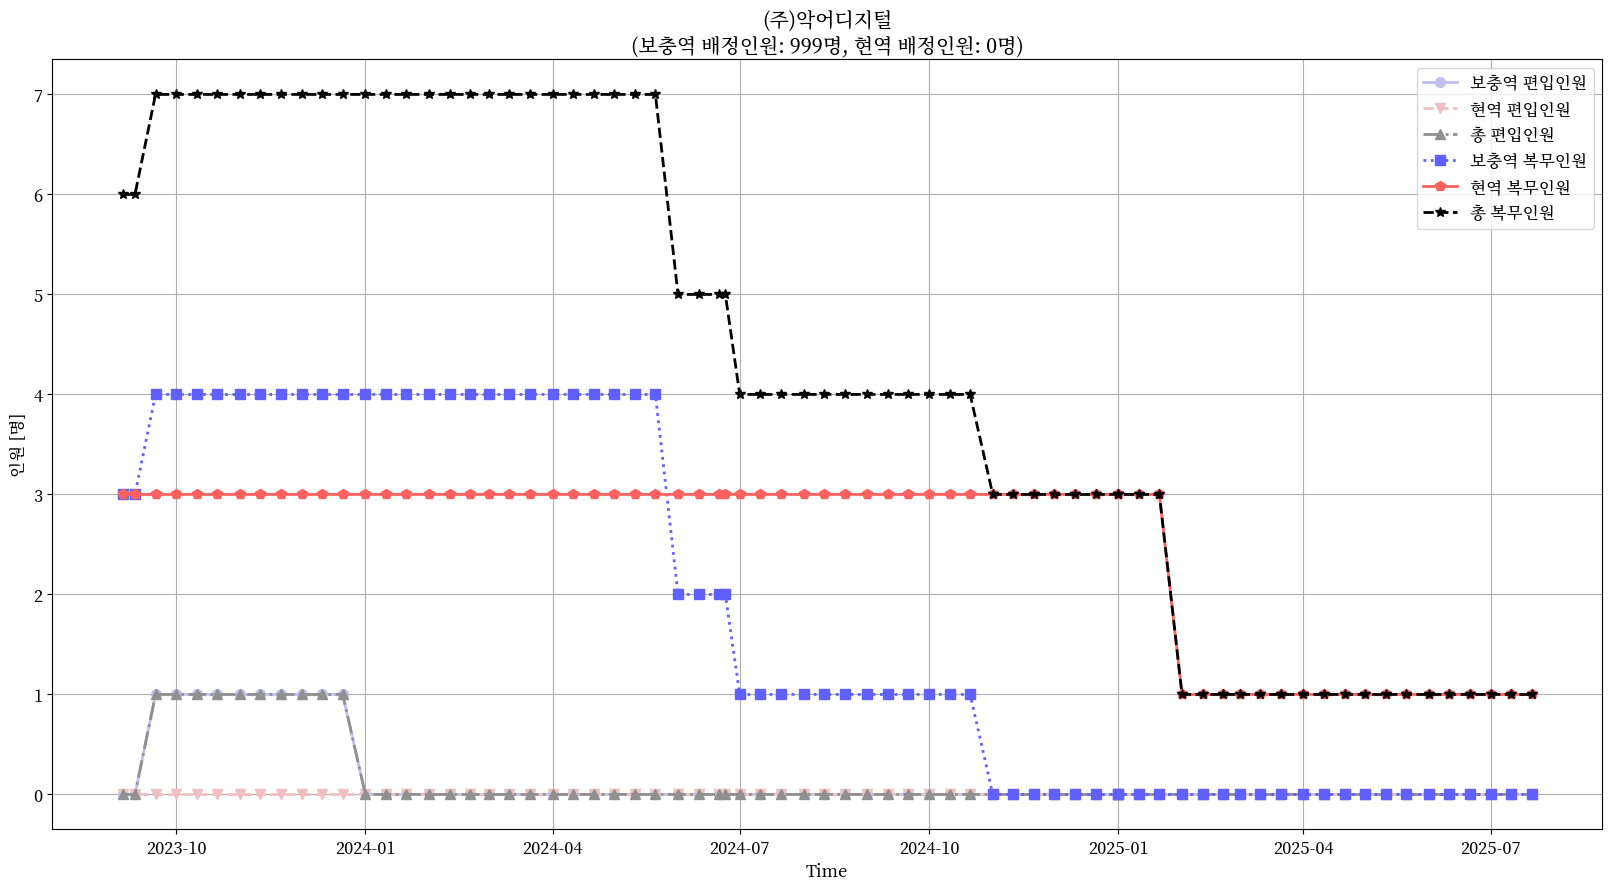 (주)악어디지털
(보충역 배정인원: 999명, 현역 배정인원: 0명)
보충역 편입인원
현역 편입인원
총 편입인원
보충역 복무인원
현역 복무인원
총 복무인원
인원 [명]
7
6
5
4
3
2
1
0
2023-10
2024-01
2024-04
2024-07
2024-10
2025-01
2025-04
2025-07
Time